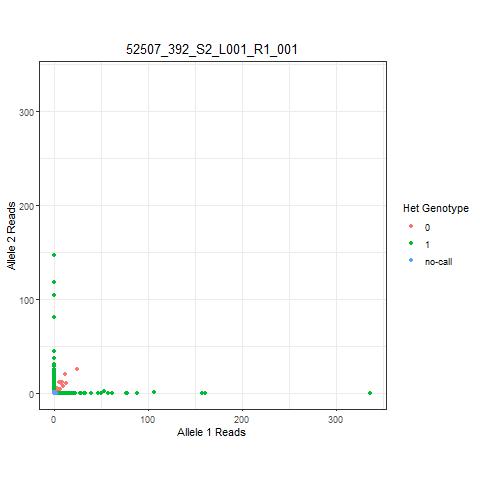 52507_392_S2_L001_R1_001
Allele 2 Reads
300
200
100
0
0 100 200 300
Allele 1 Reads
Het Genotype
0
1
no-call